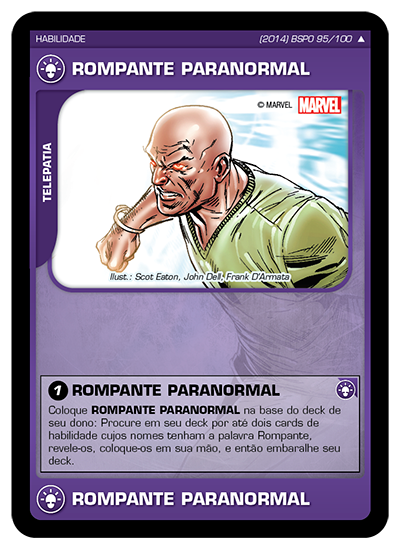 HABILIDADE (2014) BSPO 95/100 ▲
ROMPANTE PARANORMAL
© MARVEL MARVEL
TELEPATIA
Ilust.: Scot Eaton, John Dell, Frank D'Armata
1 ROMPANTE PARANORMAL
Coloque ROMPANTE PARANORMAL na base do deck de
seu dono: Procure em seu deck por até dois cards de
habilidade cujos nomes tenham a palavra Rompante,
revele-os, coloque-os em sua mão, e então embaralhe seu
deck.
ROMPANTE PARANORMAL